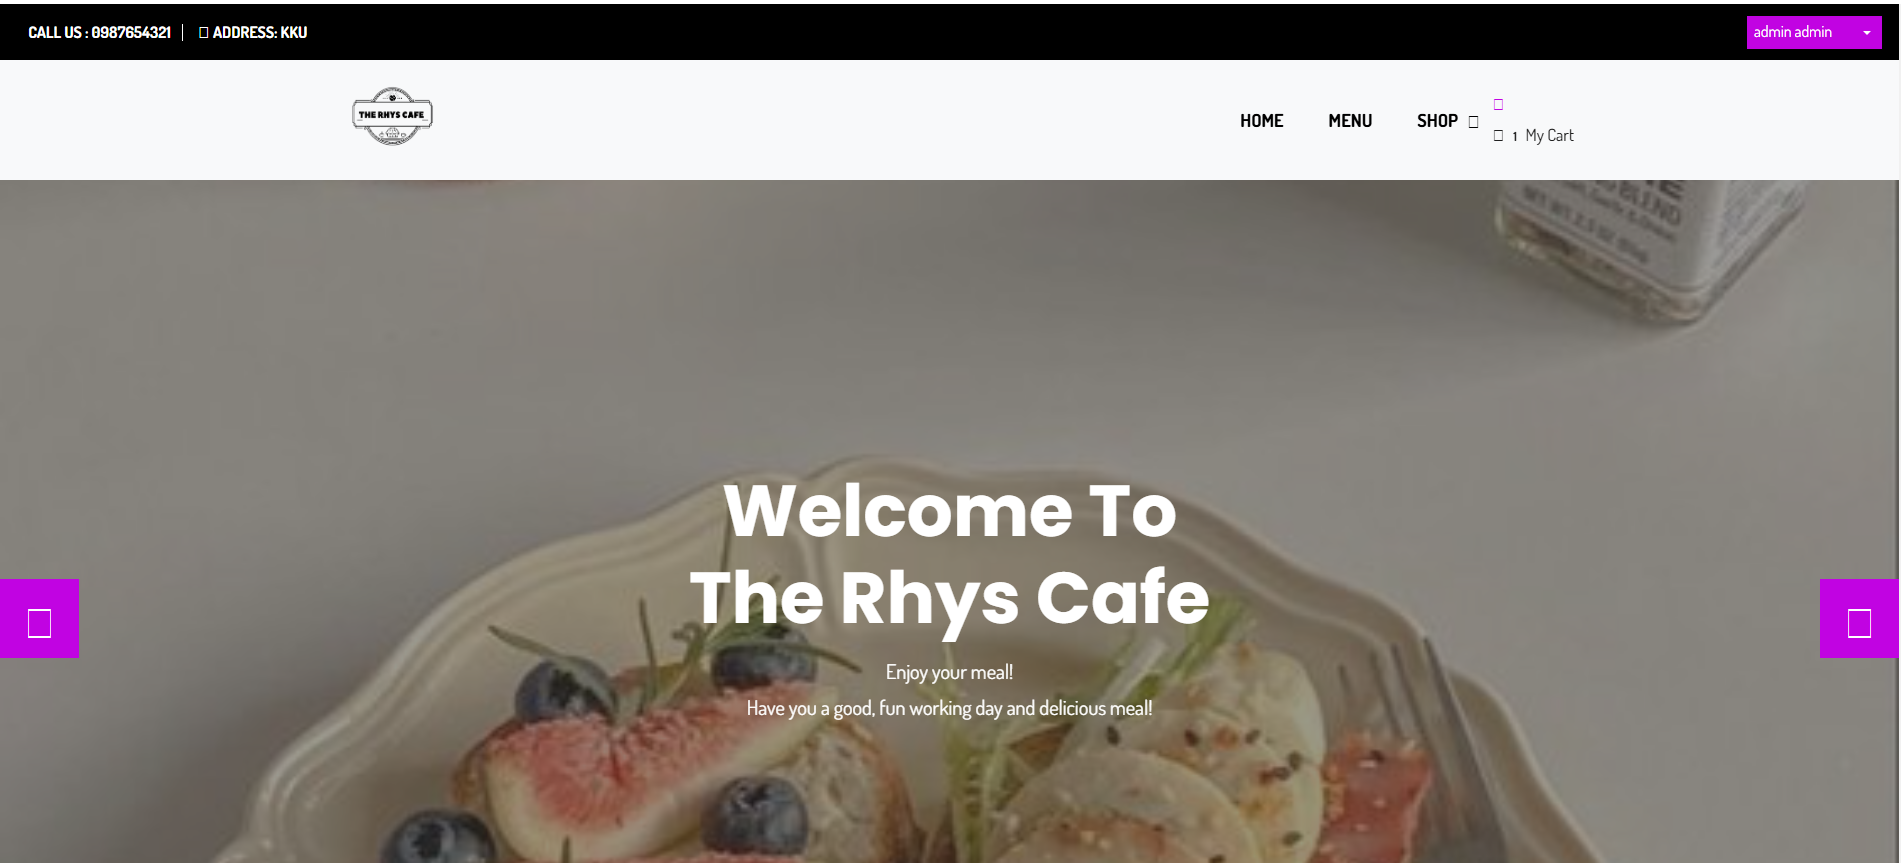 CALL US : 0987654321 | ADDRESS: KKU
admin admin
THE RHYS CAFE
HOME MENU SHOP
1 My Cart
Welcome To
The Rhys Cafe
Enjoy your meal!
Have you a good, fun working day and delicious meal!